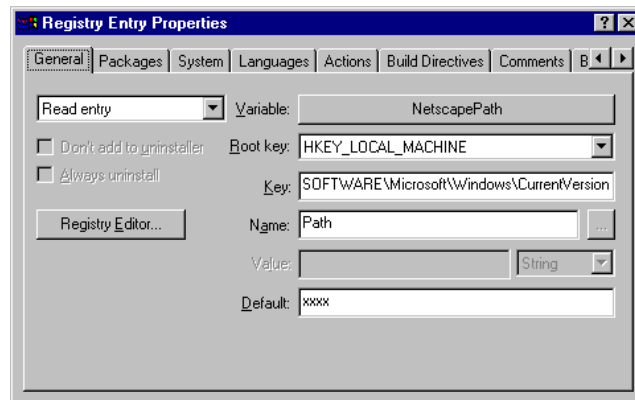 Registry Entry Properties
General Packages System Languages Actions Build Directives Comments B
Read entry Variable: NetscapePath
Don't add to uninstaller Root key: HKEY_LOCAL_MACHINE
Always uninstall Key: SOFTWARE\Microsoft\Windows\CurrentVersion
Registry Editor... Name: Path ...
Value: String
Default: xxxx